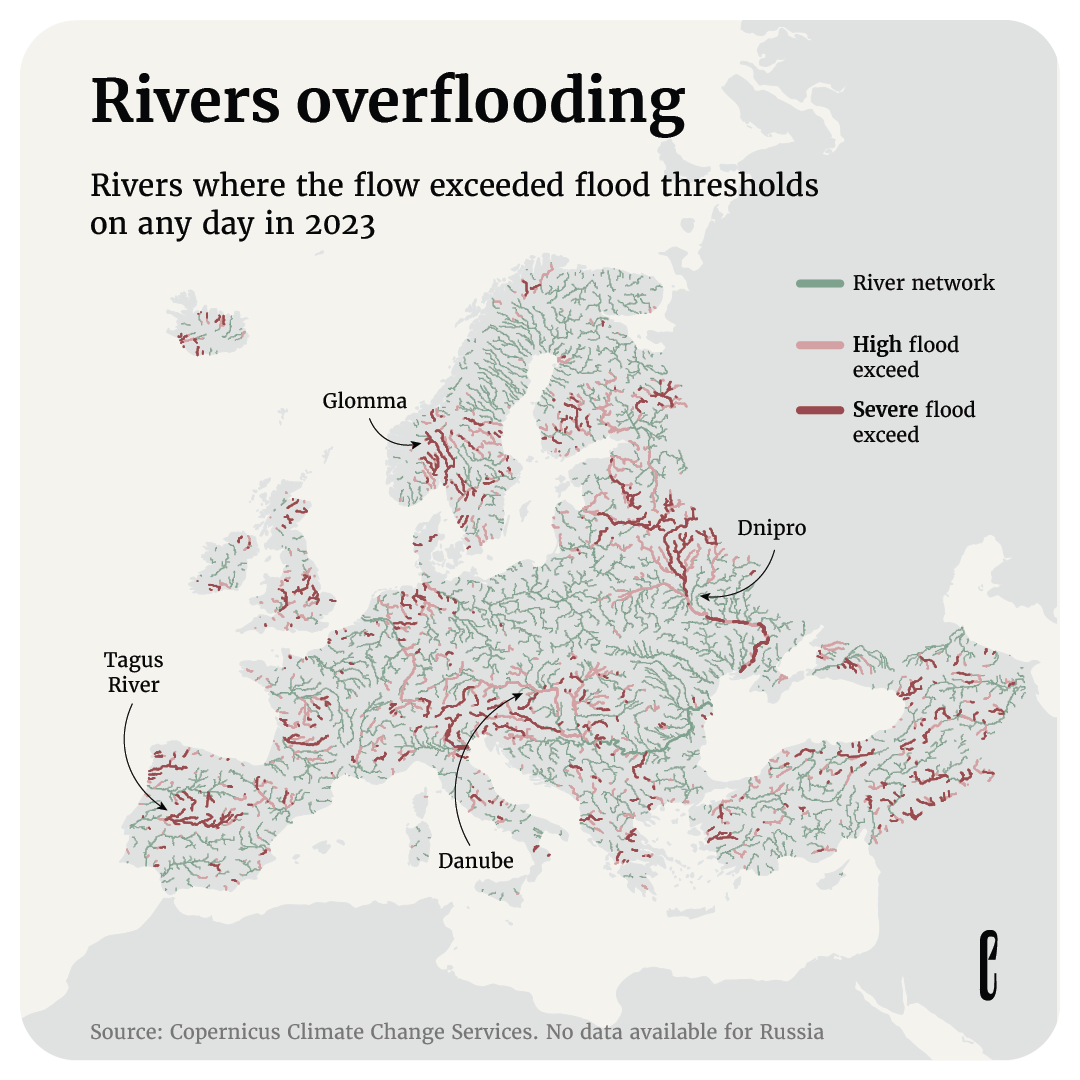 Rivers overflooding
Rivers where the flow exceeded flood thresholds
on any day in 2023
River network
High flood
exceed
Severe flood
exceed
Glomma
Dnipro
Tagus
River
Danube
e
Source: Copernicus Climate Change Services. No data available for Russia